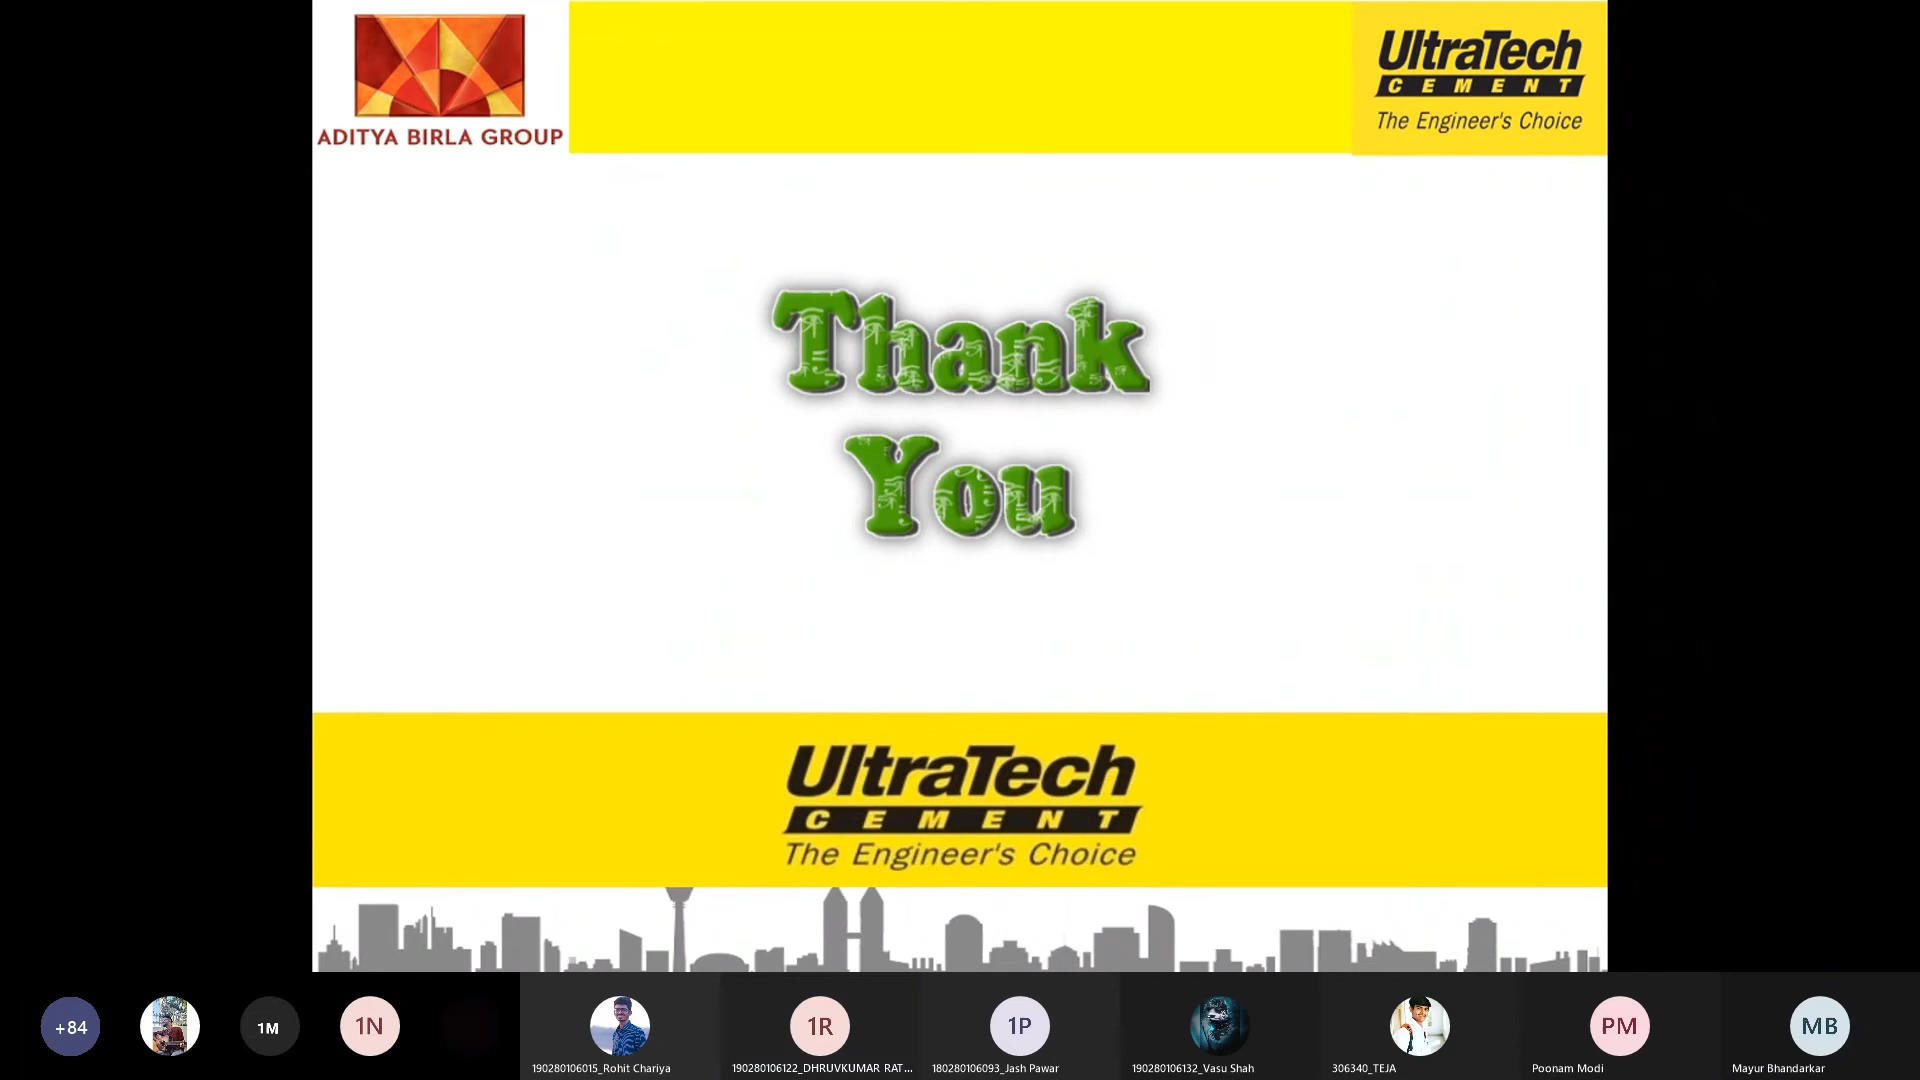 ADITYA BIRLA GROUP
UltraTech
CEMENT
The Engineer's Choice
Thank
You
UltraTech
CEMENT
The Engineer's Choice
+84
1M
1N
1R
1P
PM
MB
190280106015_Rohit Chariya
190280106122_DHRUVKUMAR RAT...
180280106093_Jash Pawar
190280106132_Vasu Shah
306340_TEJA
Poonam Modi
Mayur Bhandarkar